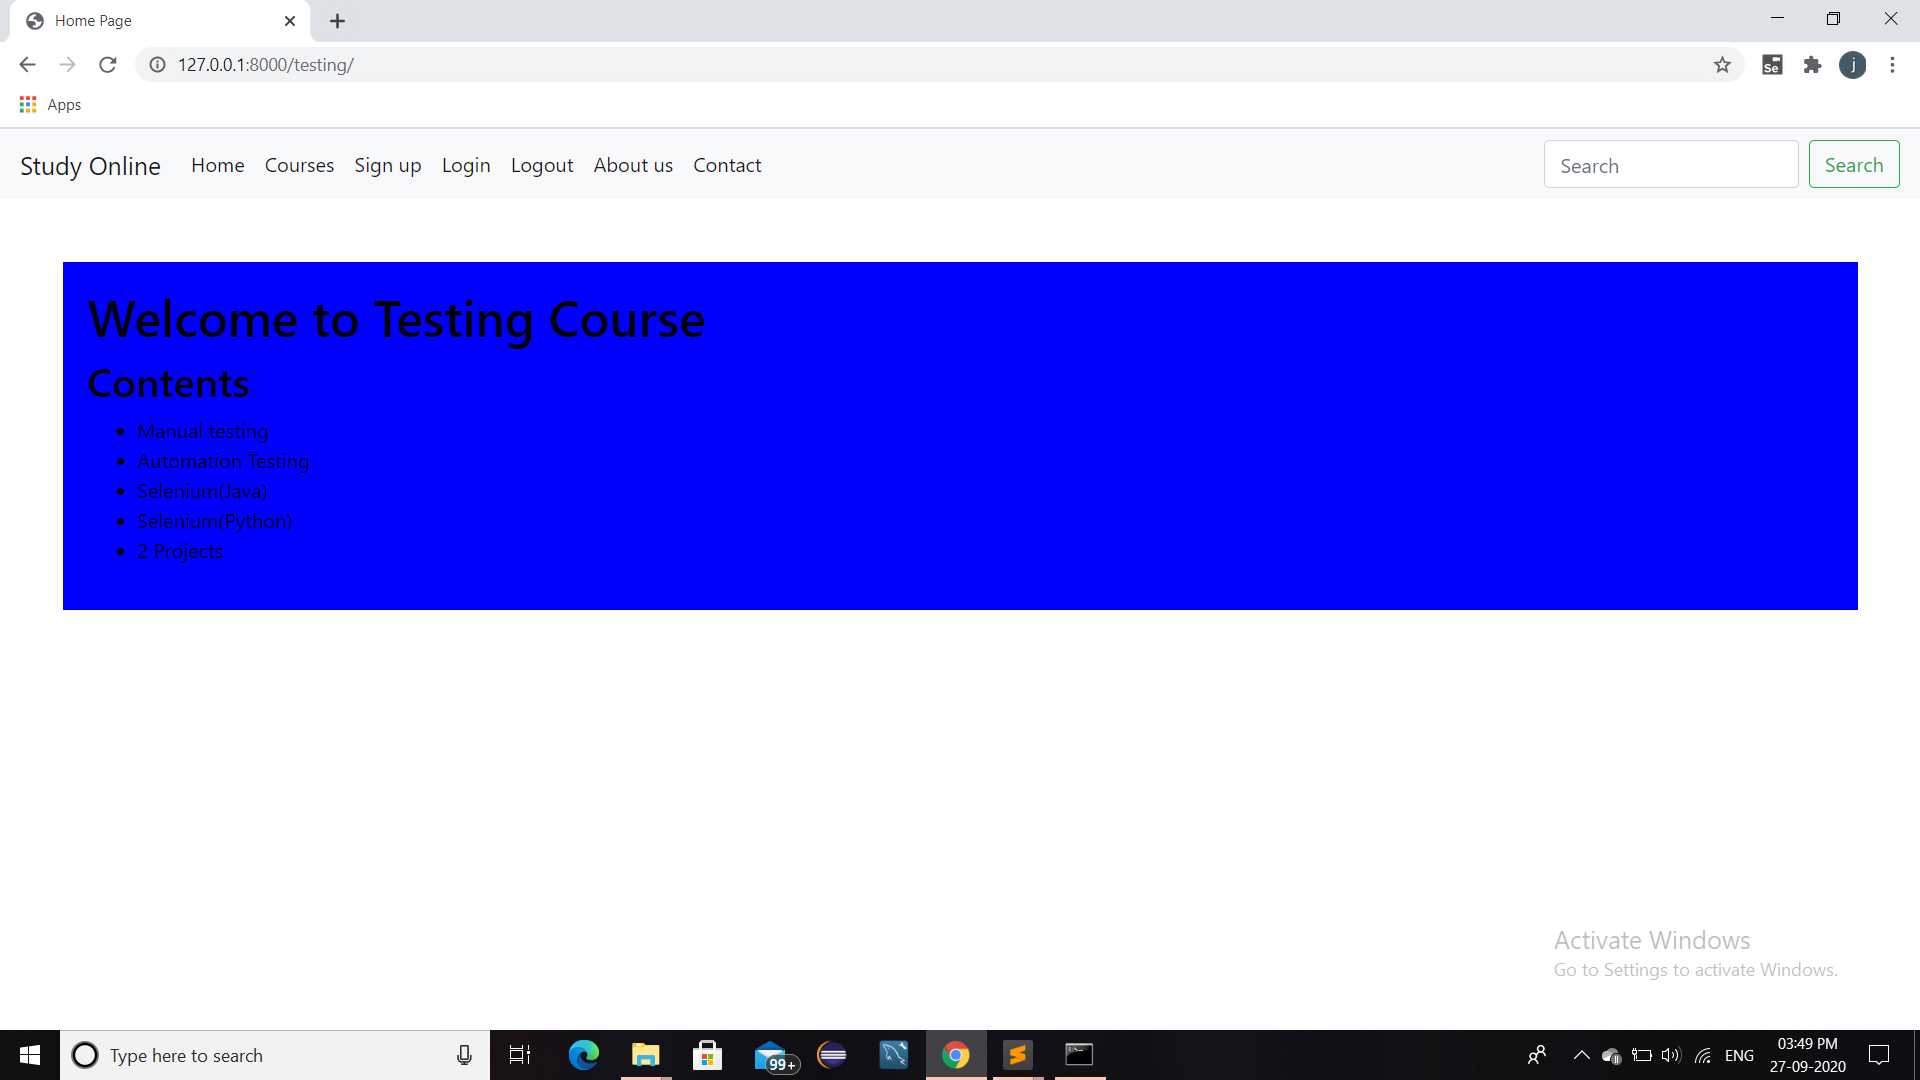 Home Page
127.0.0.1:8000/testing/
Se
j
Apps
Study Online Home Courses Sign up Login Logout About us Contact Search Search
Welcome to Testing Course
Contents
• Manual testing
• Automation Testing
• Selenium(Java)
• Selenium(Python)
• 2 Projects
Activate Windows
Go to Settings to activate Windows.
Type here to search
99+
ENG
03:49 PM
27-09-2020